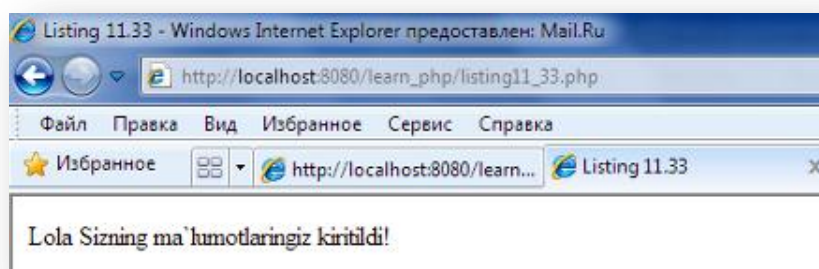 Listing 11.33 - Windows Internet Explorer предоставлен: Mail.Ru
http://localhost:8080/learn_php/listing11_33.php
Файл Правка Вид Избранное Сервис Справка
Избранное http://localhost:8080/learn... Listing 11.33
Lola Sizning ma`lumotlaringiz kiritildi!